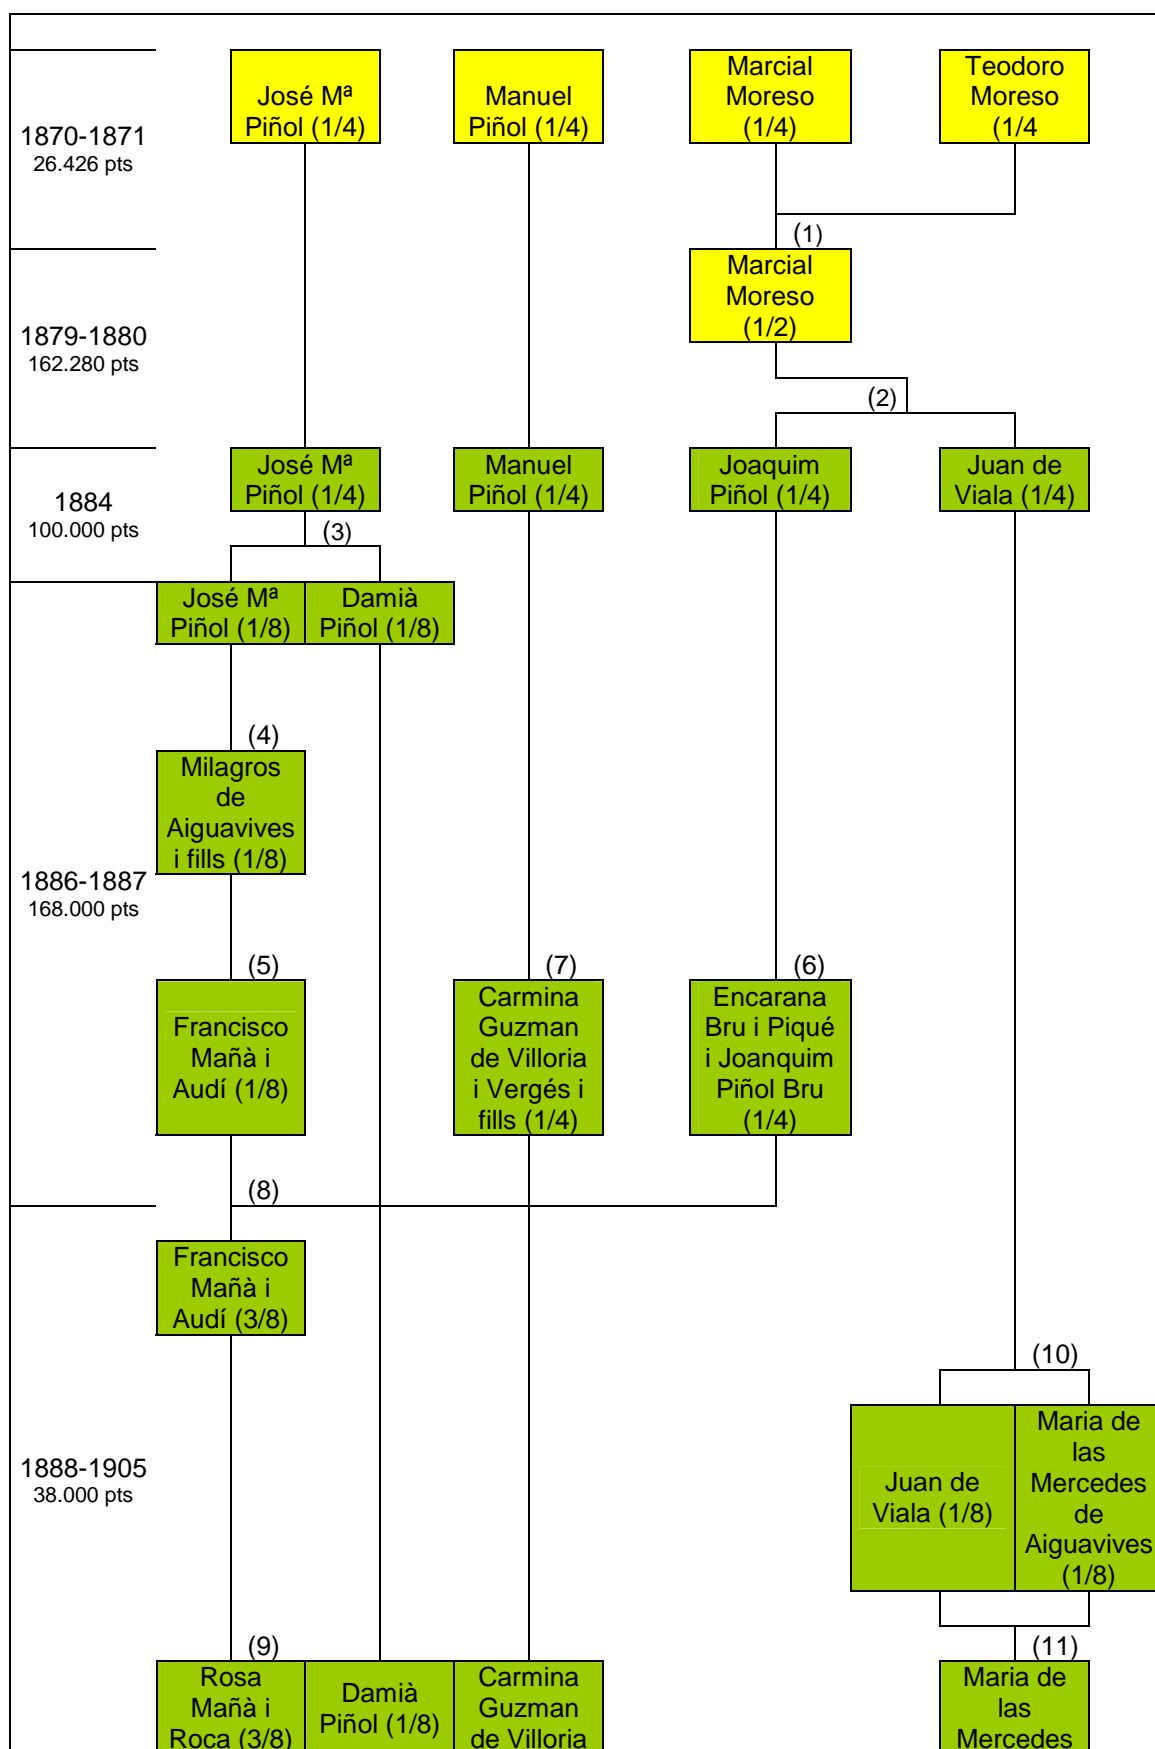 1870-1871
26.426 pts
José Mª
Piñol (1/4)
Manuel
Piñol (1/4)
Marcial
Moreso
(1/4)
Teodoro
Moreso
(1/4
(1)
1879-1880
162.280 pts
Marcial
Moreso
(1/2)
(2)
1884
100.000 pts
José Mª
Piñol (1/4)
Manuel
Piñol (1/4)
Joaquim
Piñol (1/4)
Juan de
Viala (1/4)
(3)
José Mª
Piñol (1/8)
Damià
Piñol (1/8)
(4)
Milagros
de
Aiguavives
i fills (1/8)
1886-1887
168.000 pts
(5)
Francisco
Mañà i
Audí (1/8)
(7)
Carmina
Guzman
de Villoria
i Vergés i
fills (1/4)
(6)
Encarana
Bru i Piqué
i Joanquim
Piñol Bru
(1/4)
(8)
Francisco
Mañà i
Audí (3/8)
1888-1905
38.000 pts
(10)
Juan de
Viala (1/8)
Maria de
las
Mercedes
de
Aiguavives
(1/8)
(9)
Rosa
Mañà i
Roca (3/8)
Damià
Piñol (1/8)
Carmina
Guzman
de Villoria
(11)
Maria de
las
Mercedes